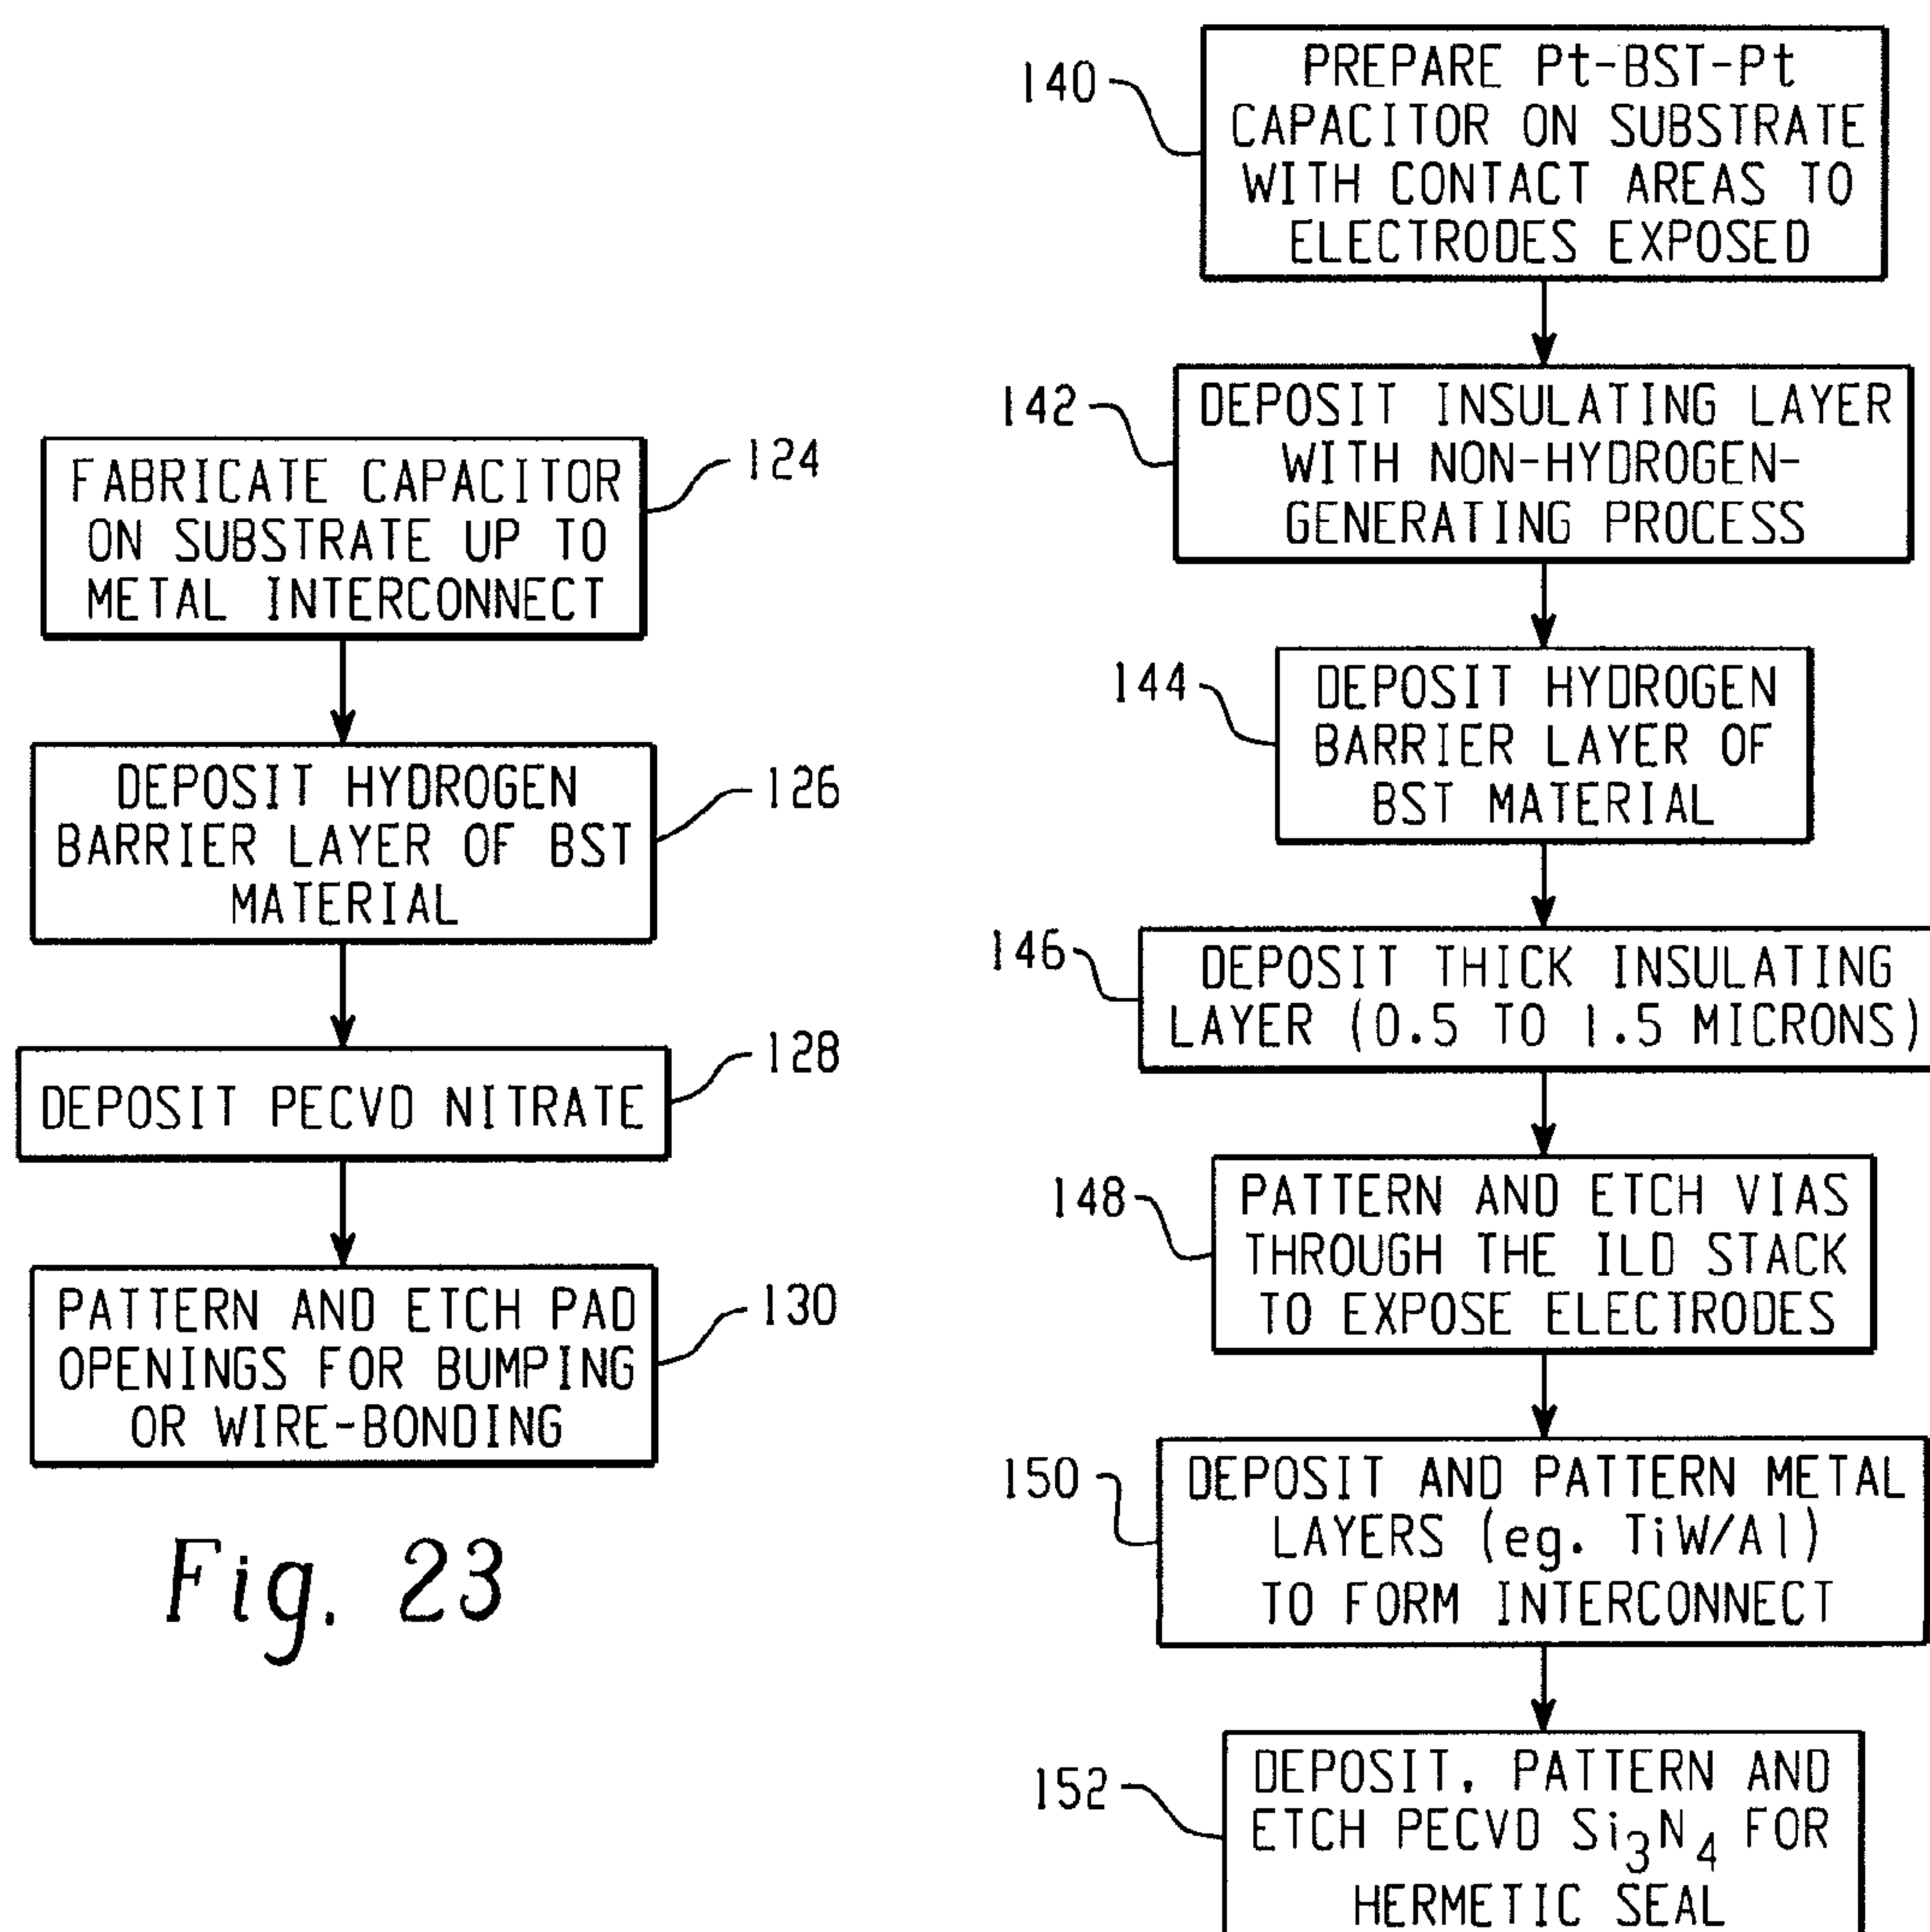 FABRICATE CAPACITOR
ON SUBSTRATE UP TO
METAL INTERCONNECT
124
DEPOSIT HYDROGEN
BARRIER LAYER OF BST
MATERIAL
126
DEPOSIT PECVD NITRATE
128
PATTERN AND ETCH PAD
OPENINGS FOR BUMPING
OR WIRE-BONDING
130
Fig. 23
140
PREPARE Pt-BST-Pt
CAPACITOR ON SUBSTRATE
WITH CONTACT AREAS TO
ELECTRODES EXPOSED
142
DEPOSIT INSULATING LAYER
WITH NON-HYDROGEN-
GENERATING PROCESS
144
DEPOSIT HYDROGEN
BARRIER LAYER OF
BST MATERIAL
146
DEPOSIT THICK INSULATING
LAYER (0.5 TO 1.5 MICRONS)
148
PATTERN AND ETCH VIAS
THROUGH THE ILD STACK
TO EXPOSE ELECTRODES
150
DEPOSIT AND PATTERN METAL
LAYERS (eg. TiW/Al)
TO FORM INTERCONNECT
152
DEPOSIT, PATTERN AND
ETCH PECVD Si₃N₄ FOR
HERMETIC SEAL